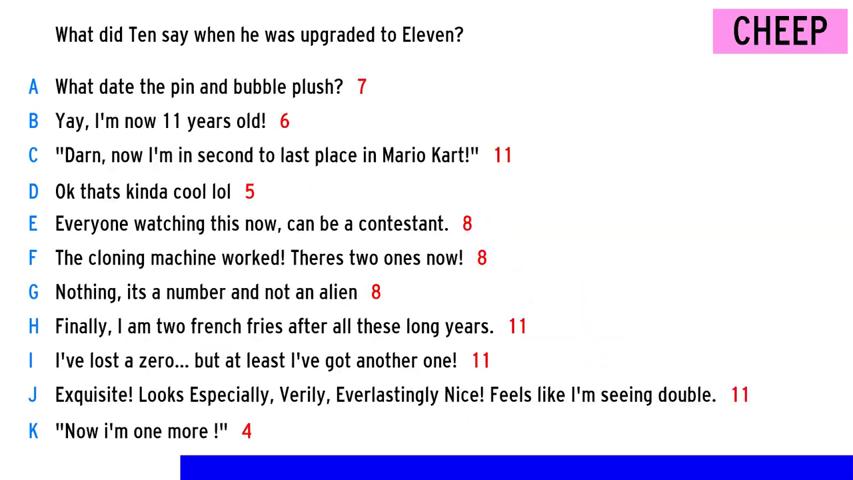 What did Ten say when he was upgraded to Eleven?
CHEEP
A What date the pin and bubble plush? 7
B Yay, I'm now 11 years old! 6
C "Darn, now I'm in second to last place in Mario Kart!" 11
D Ok thats kinda cool lol 5
E Everyone watching this now, can be a contestant. 8
F The cloning machine worked! Theres two ones now! 8
G Nothing, its a number and not an alien 8
H Finally, I am two french fries after all these long years. 11
I I've lost a zero... but at least I've got another one! 11
J Exquisite! Looks Especially, Verily, Everlastingly Nice! Feels like I'm seeing double. 11
K "Now i'm one more !" 4